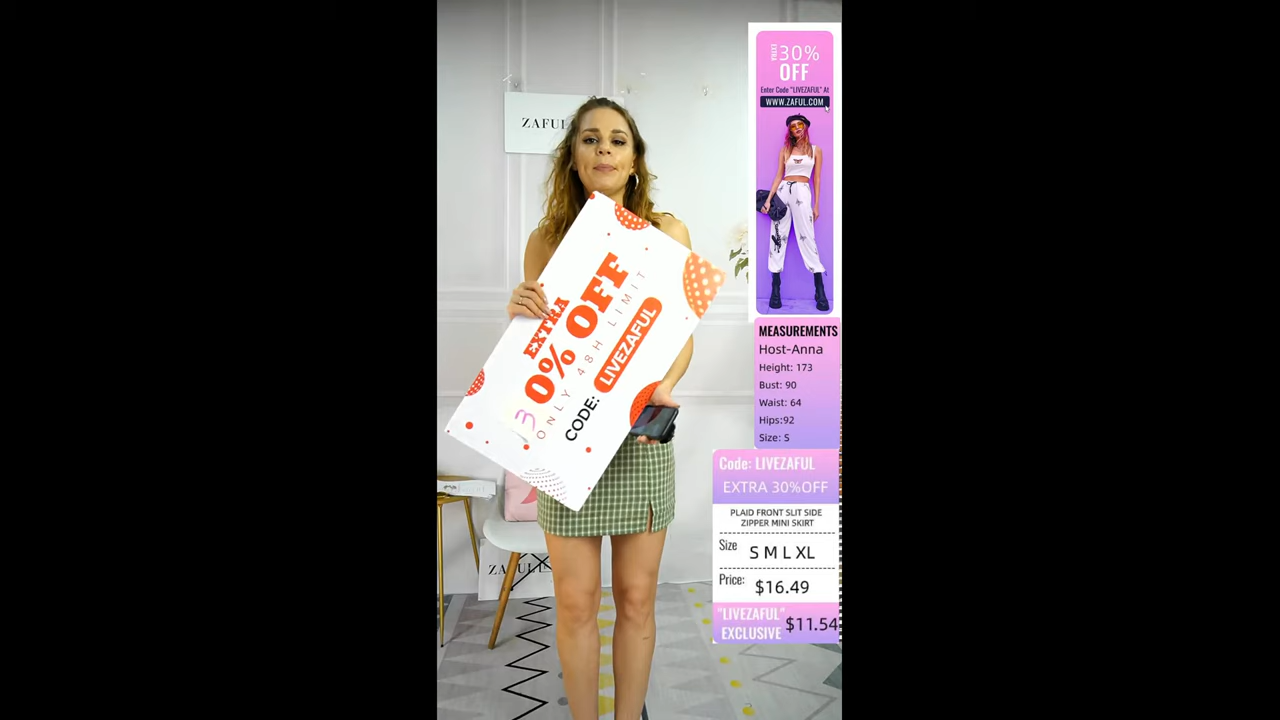 ZAFUL
EXTRA
30% OFF
ONLY 48H LIMIT
CODE: LIVEZAFUL
ZAFUL
EXTRA 30%
OFF
Enter Code "LIVEZAFUL" At
WWW.ZAFUL.COM
MEASUREMENTS
Host-Anna
Height: 173
Bust: 90
Waist: 64
Hips:92
Size: S
Code: LIVEZAFUL
EXTRA 30%OFF
PLAID FRONT SLIT SIDE
ZIPPER MINI SKIRT
Size S M L XL
Price: $16.49
"LIVEZAFUL"
EXCLUSIVE $11.54